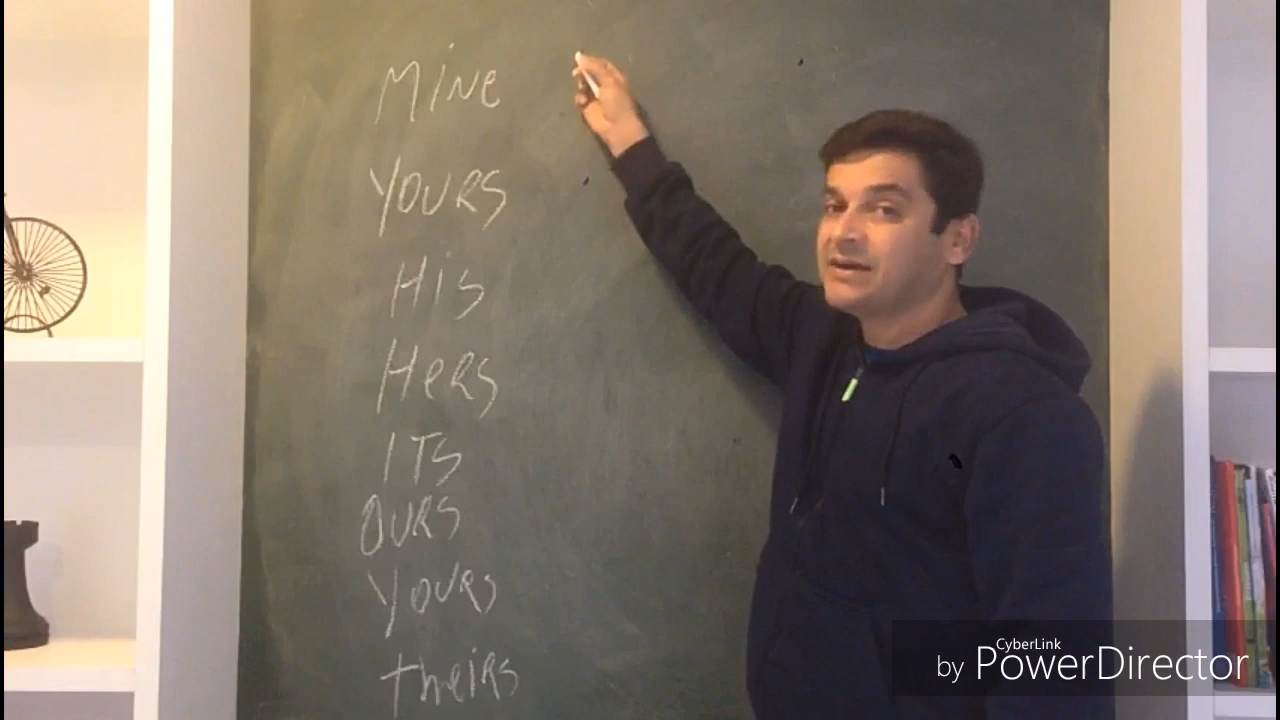 Mine
Yours
His
Hers
ITs
Ours
Yours
theirs
CyberLink
by PowerDirector